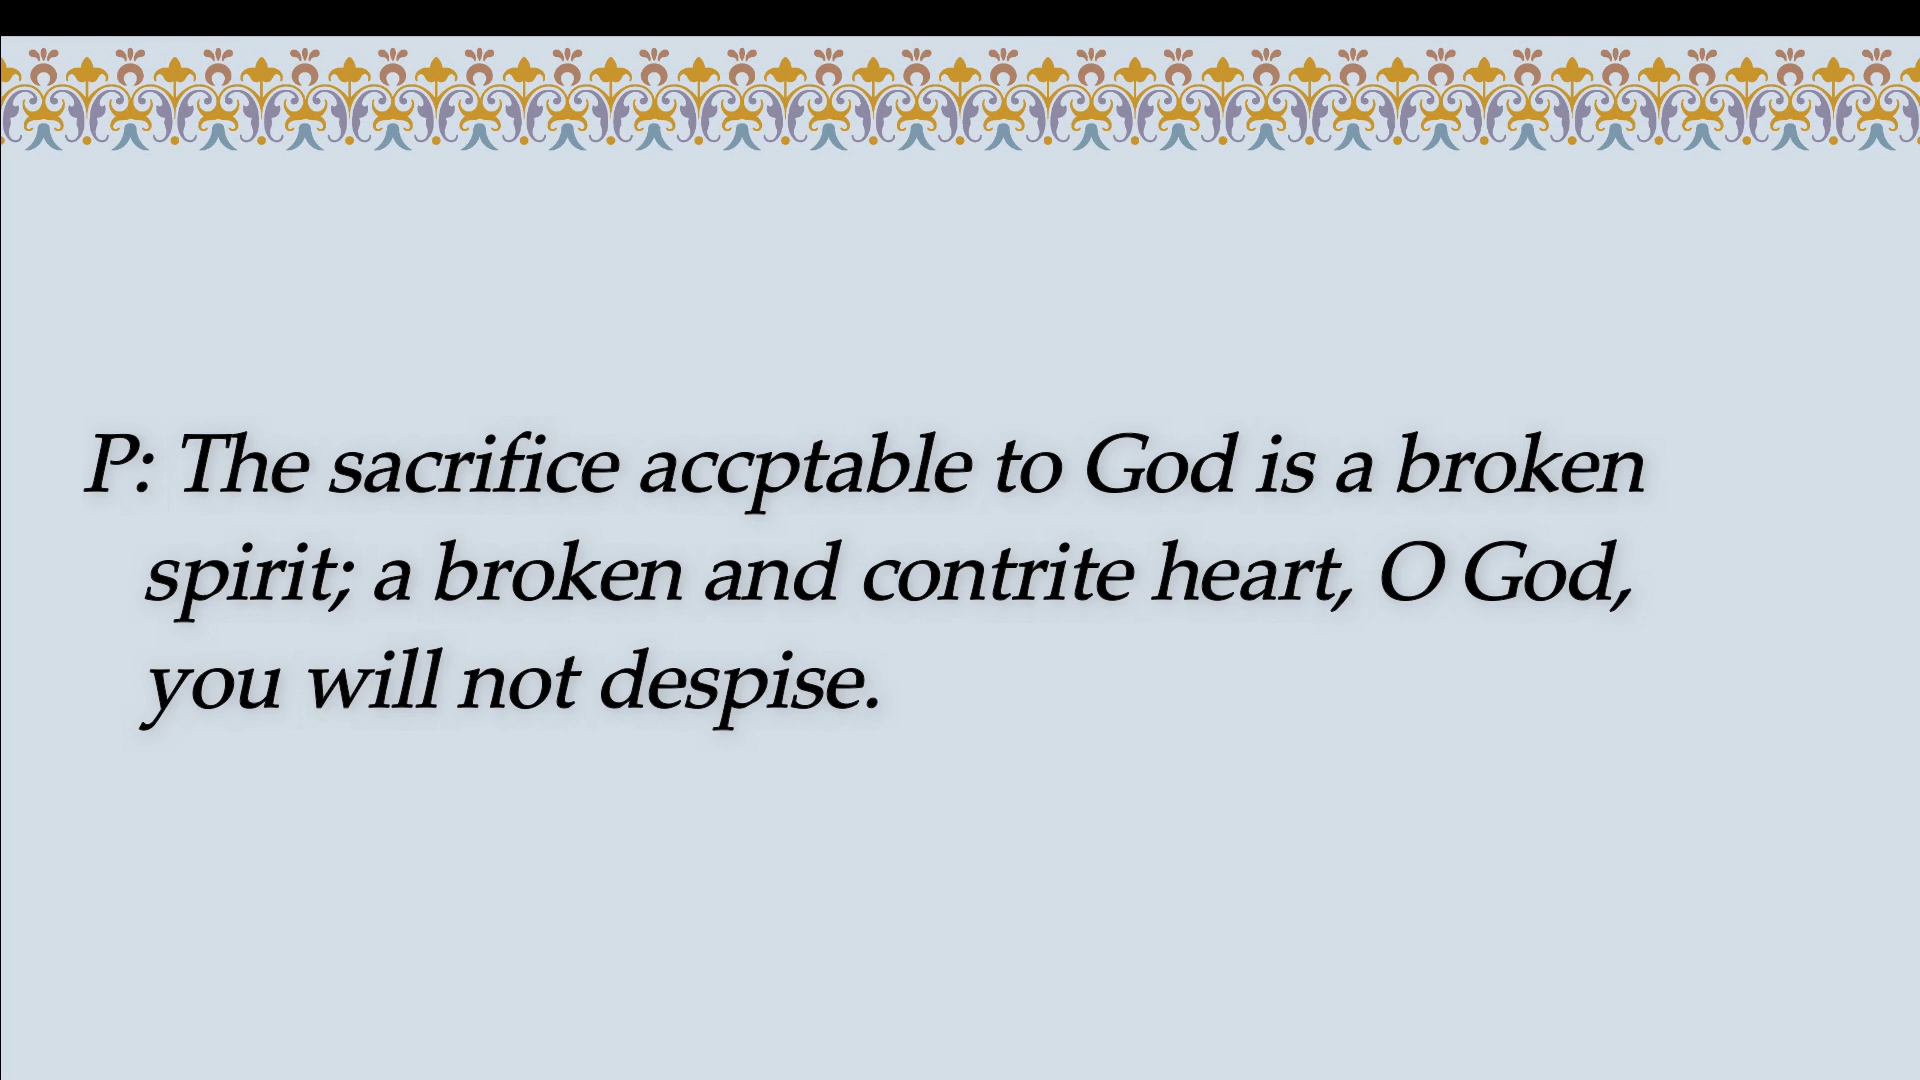 P: The sacrifice accptable to God is a broken
spirit; a broken and contrite heart, O God,
you will not despise.